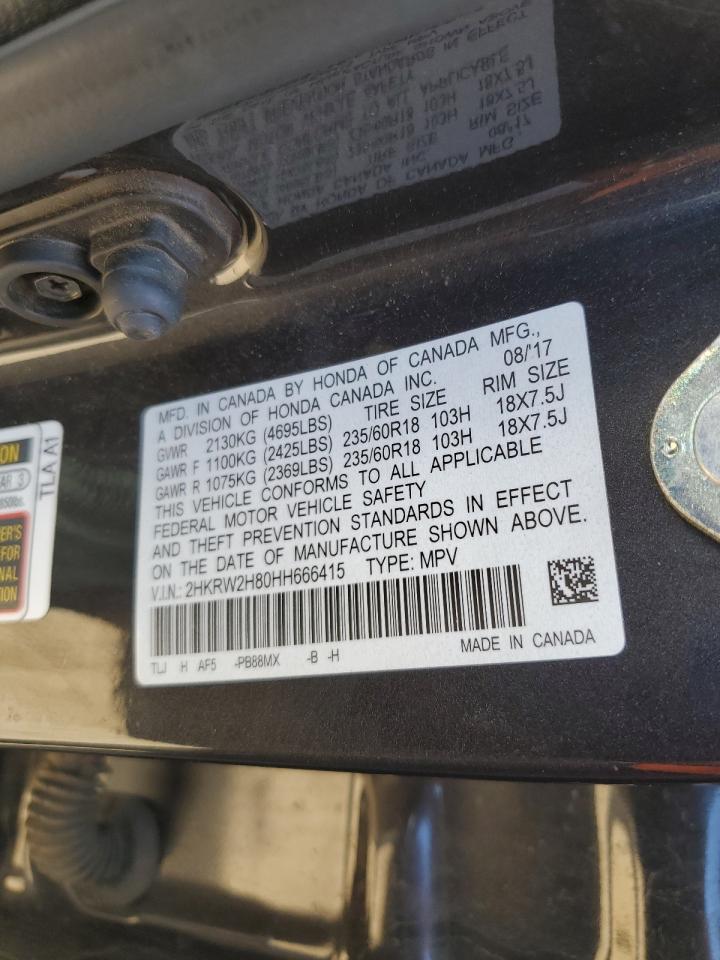 MFD. IN CANADA BY HONDA OF CANADA MFG.,
A DIVISION OF HONDA CANADA INC. 08/'17
GVWR 2130KG (4695LBS) TIRE SIZE RIM SIZE
GAWR F 1100KG (2425LBS) 235/60R18 103H 18X7.5J
GAWR R 1075KG (2369LBS) 235/60R18 103H 18X7.5J
THIS VEHICLE CONFORMS TO ALL APPLICABLE
FEDERAL MOTOR VEHICLE SAFETY
AND THEFT PREVENTION STANDARDS IN EFFECT
ON THE DATE OF MANUFACTURE SHOWN ABOVE.
V.I.N.: 2HKRW2H80HH666415 TYPE: MPV
TLJ H AF5 -PB88MX -B -H
MADE IN CANADA
TLA A1